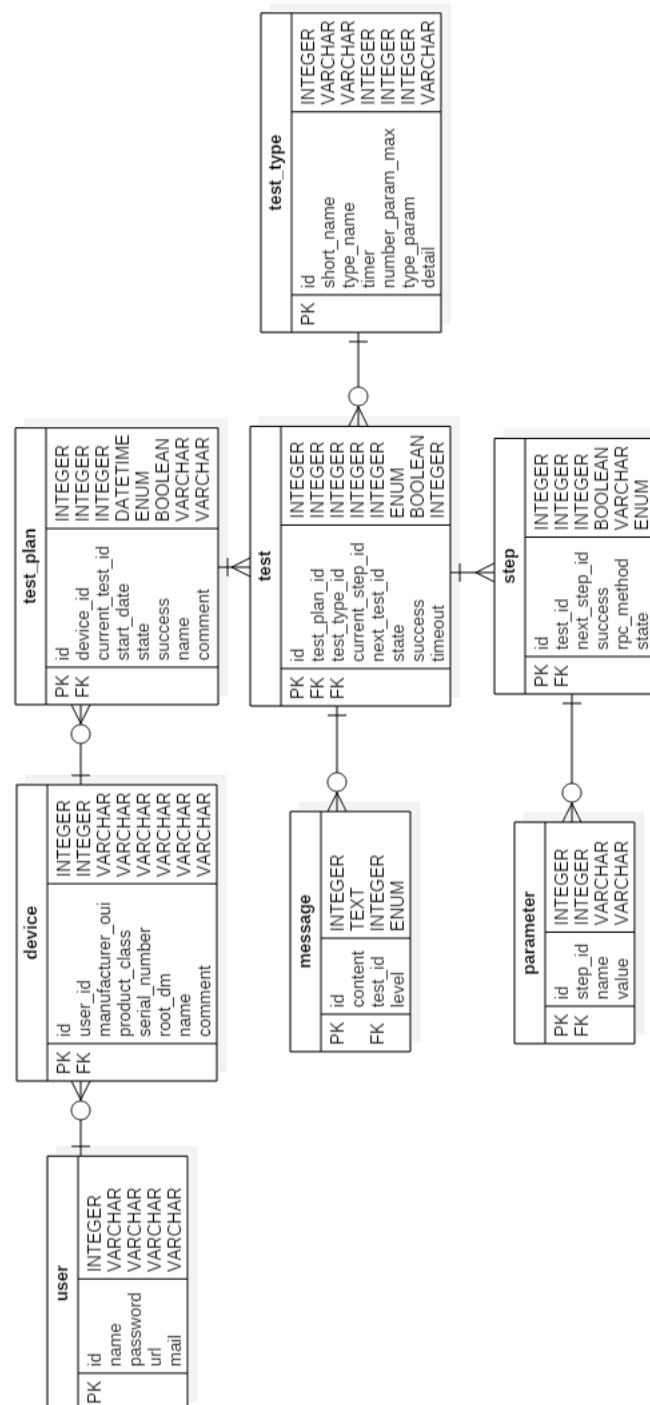 user
PK id INTEGER
name VARCHAR
password VARCHAR
url VARCHAR
mail VARCHAR
device
PK id INTEGER
FK user_id INTEGER
manufacturer_oui VARCHAR
product_class VARCHAR
serial_number VARCHAR
root_dm VARCHAR
name VARCHAR
comment VARCHAR
test_plan
PK id INTEGER
FK device_id INTEGER
current_test_id INTEGER
start_date DATETIME
state ENUM
success BOOLEAN
name VARCHAR
comment VARCHAR
message
PK id INTEGER
content TEXT
FK test_id INTEGER
level ENUM
test
PK id INTEGER
FK test_plan_id INTEGER
FK test_type_id INTEGER
current_step_id INTEGER
next_test_id INTEGER
state ENUM
success BOOLEAN
timeout INTEGER
test_type
PK id INTEGER
short_name VARCHAR
type_name VARCHAR
timer INTEGER
number_param_max INTEGER
type_param INTEGER
detail VARCHAR
parameter
PK id INTEGER
FK step_id INTEGER
name VARCHAR
value VARCHAR
step
PK id INTEGER
FK test_id INTEGER
next_step_id INTEGER
success BOOLEAN
rpc_method VARCHAR
state ENUM